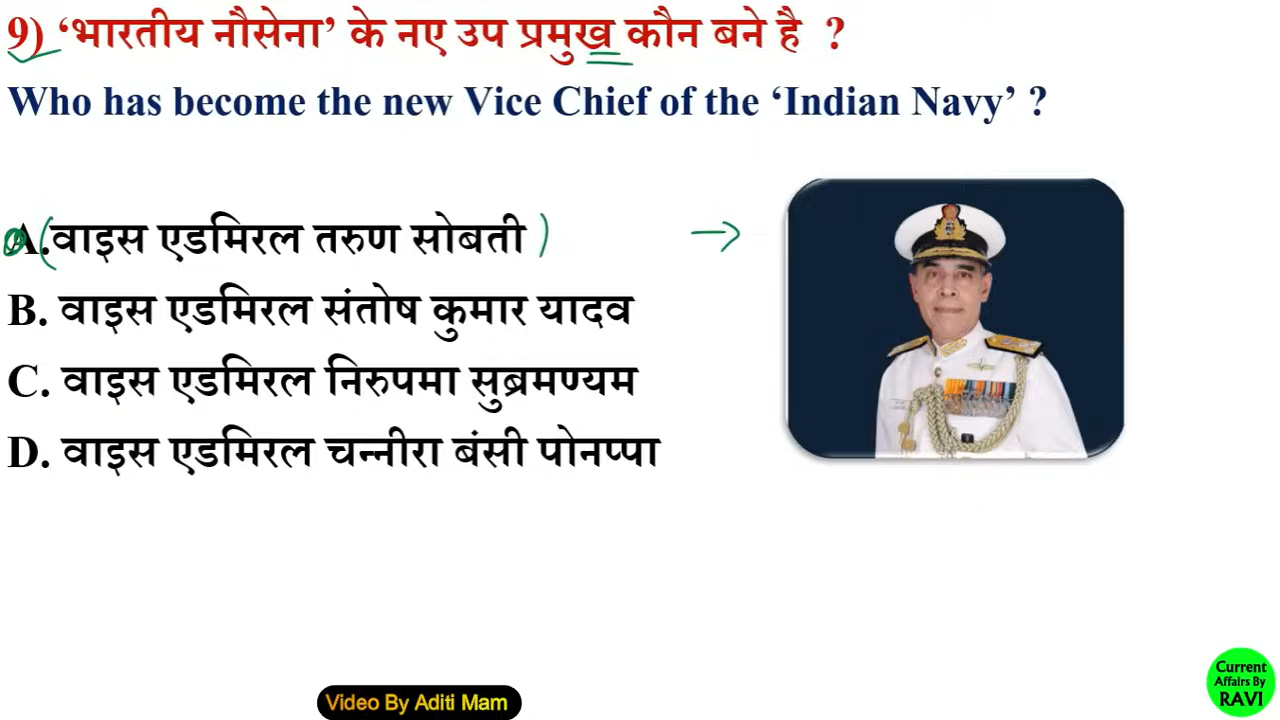 9) ‘भारतीय नौसेना’ के नए उप प्रमुख कौन बने है ?
Who has become the new Vice Chief of the ‘Indian Navy’ ?
A.वाइस एडमिरल तरुण सोबती
B. वाइस एडमिरल संतोष कुमार यादव
C. वाइस एडमिरल निरुपमा सुब्रमण्यम
D. वाइस एडमिरल चन्नीरा बंसी पोनप्पा
Video By Aditi Mam
Current
Affairs By
RAVI